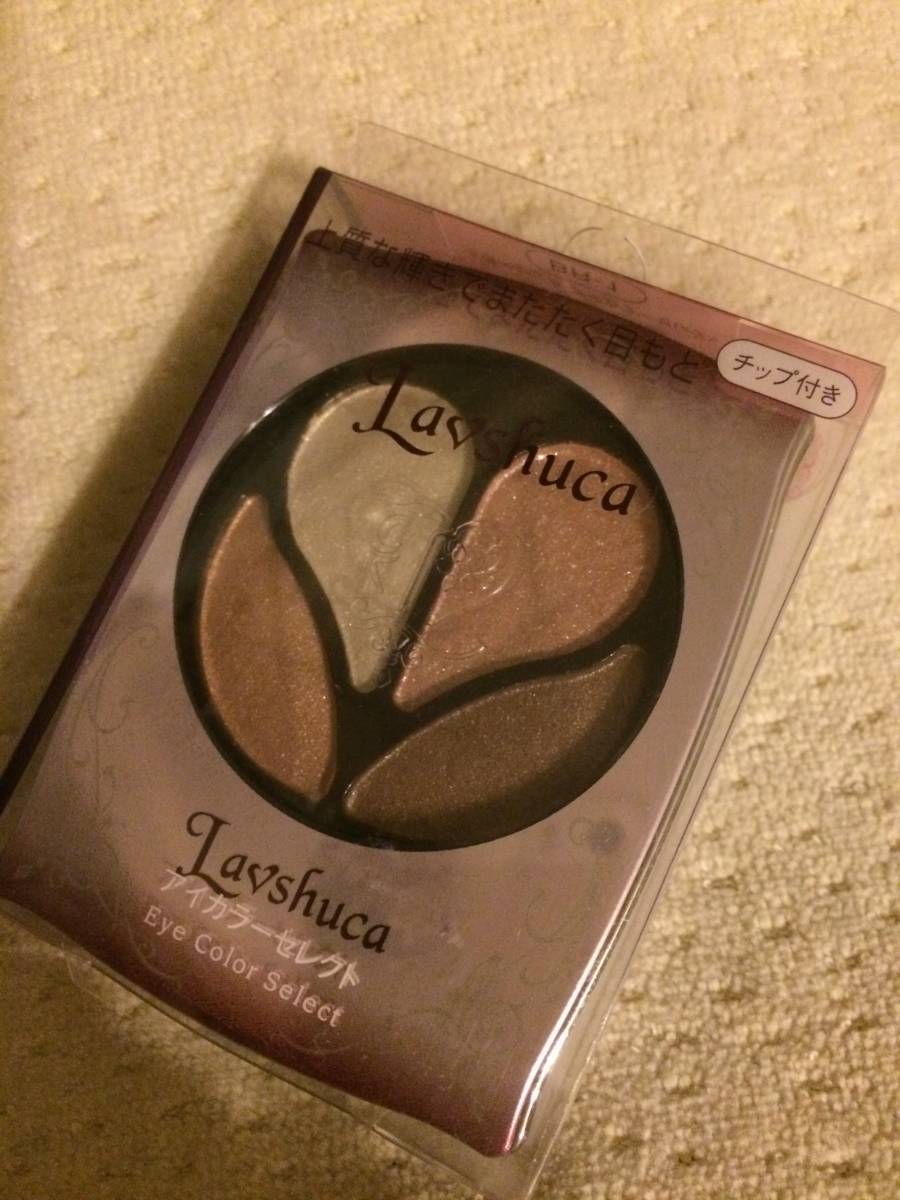 上質な輝きでまたたく目もと
チップ付き
Lavshuca
Lavshuca
アイカラーセレクト
Eye Color Select